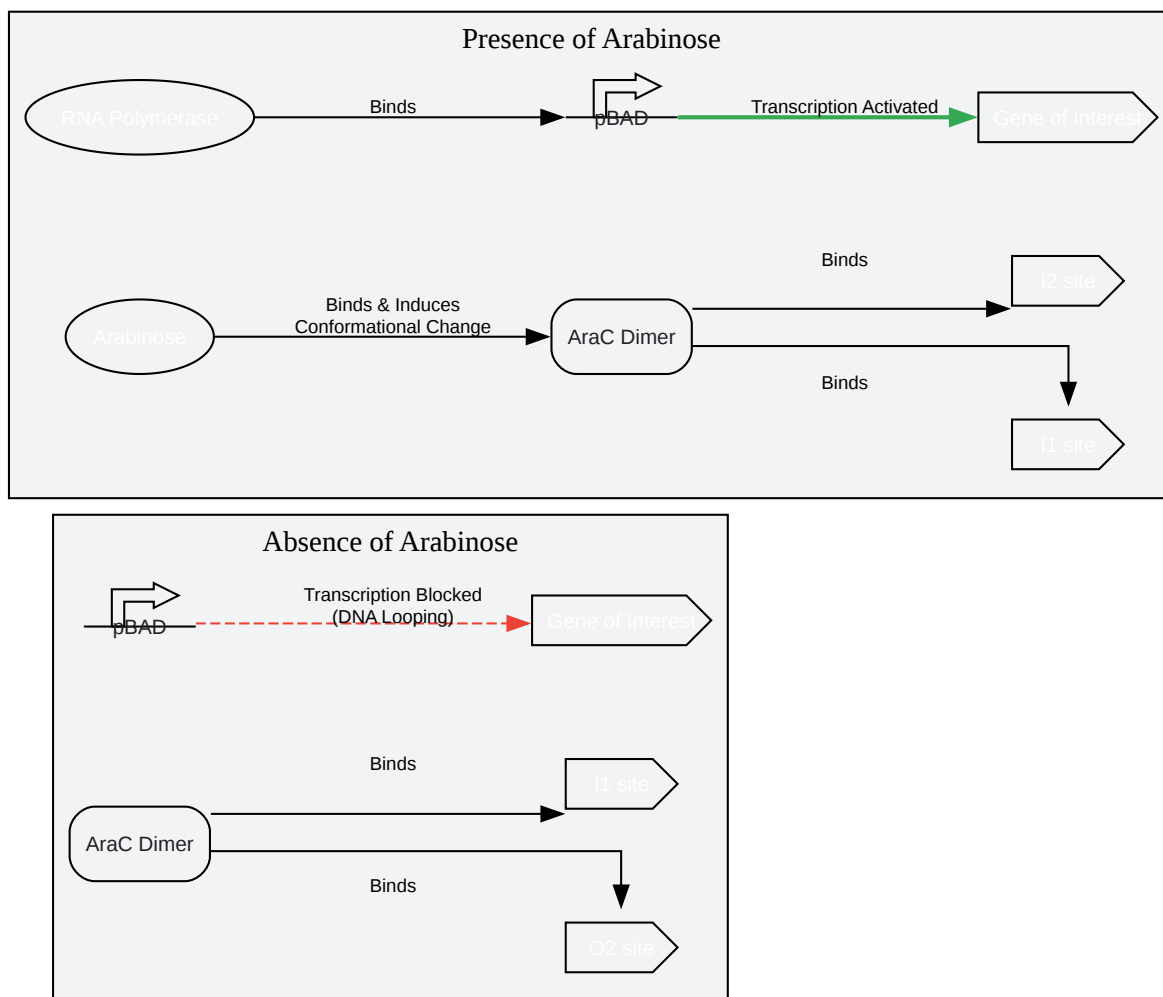 Presence of Arabinose
RNA Polymerase
Binds
pBAD
Transcription Activated
Gene of Interest
Binds
I2 site
Arabinose
Binds & Induces
Conformational Change
AraC Dimer
Binds
I1 site
Absence of Arabinose
pBAD
Transcription Blocked
(DNA Looping)
Gene of Interest
Binds
I1 site
AraC Dimer
Binds
O2 site